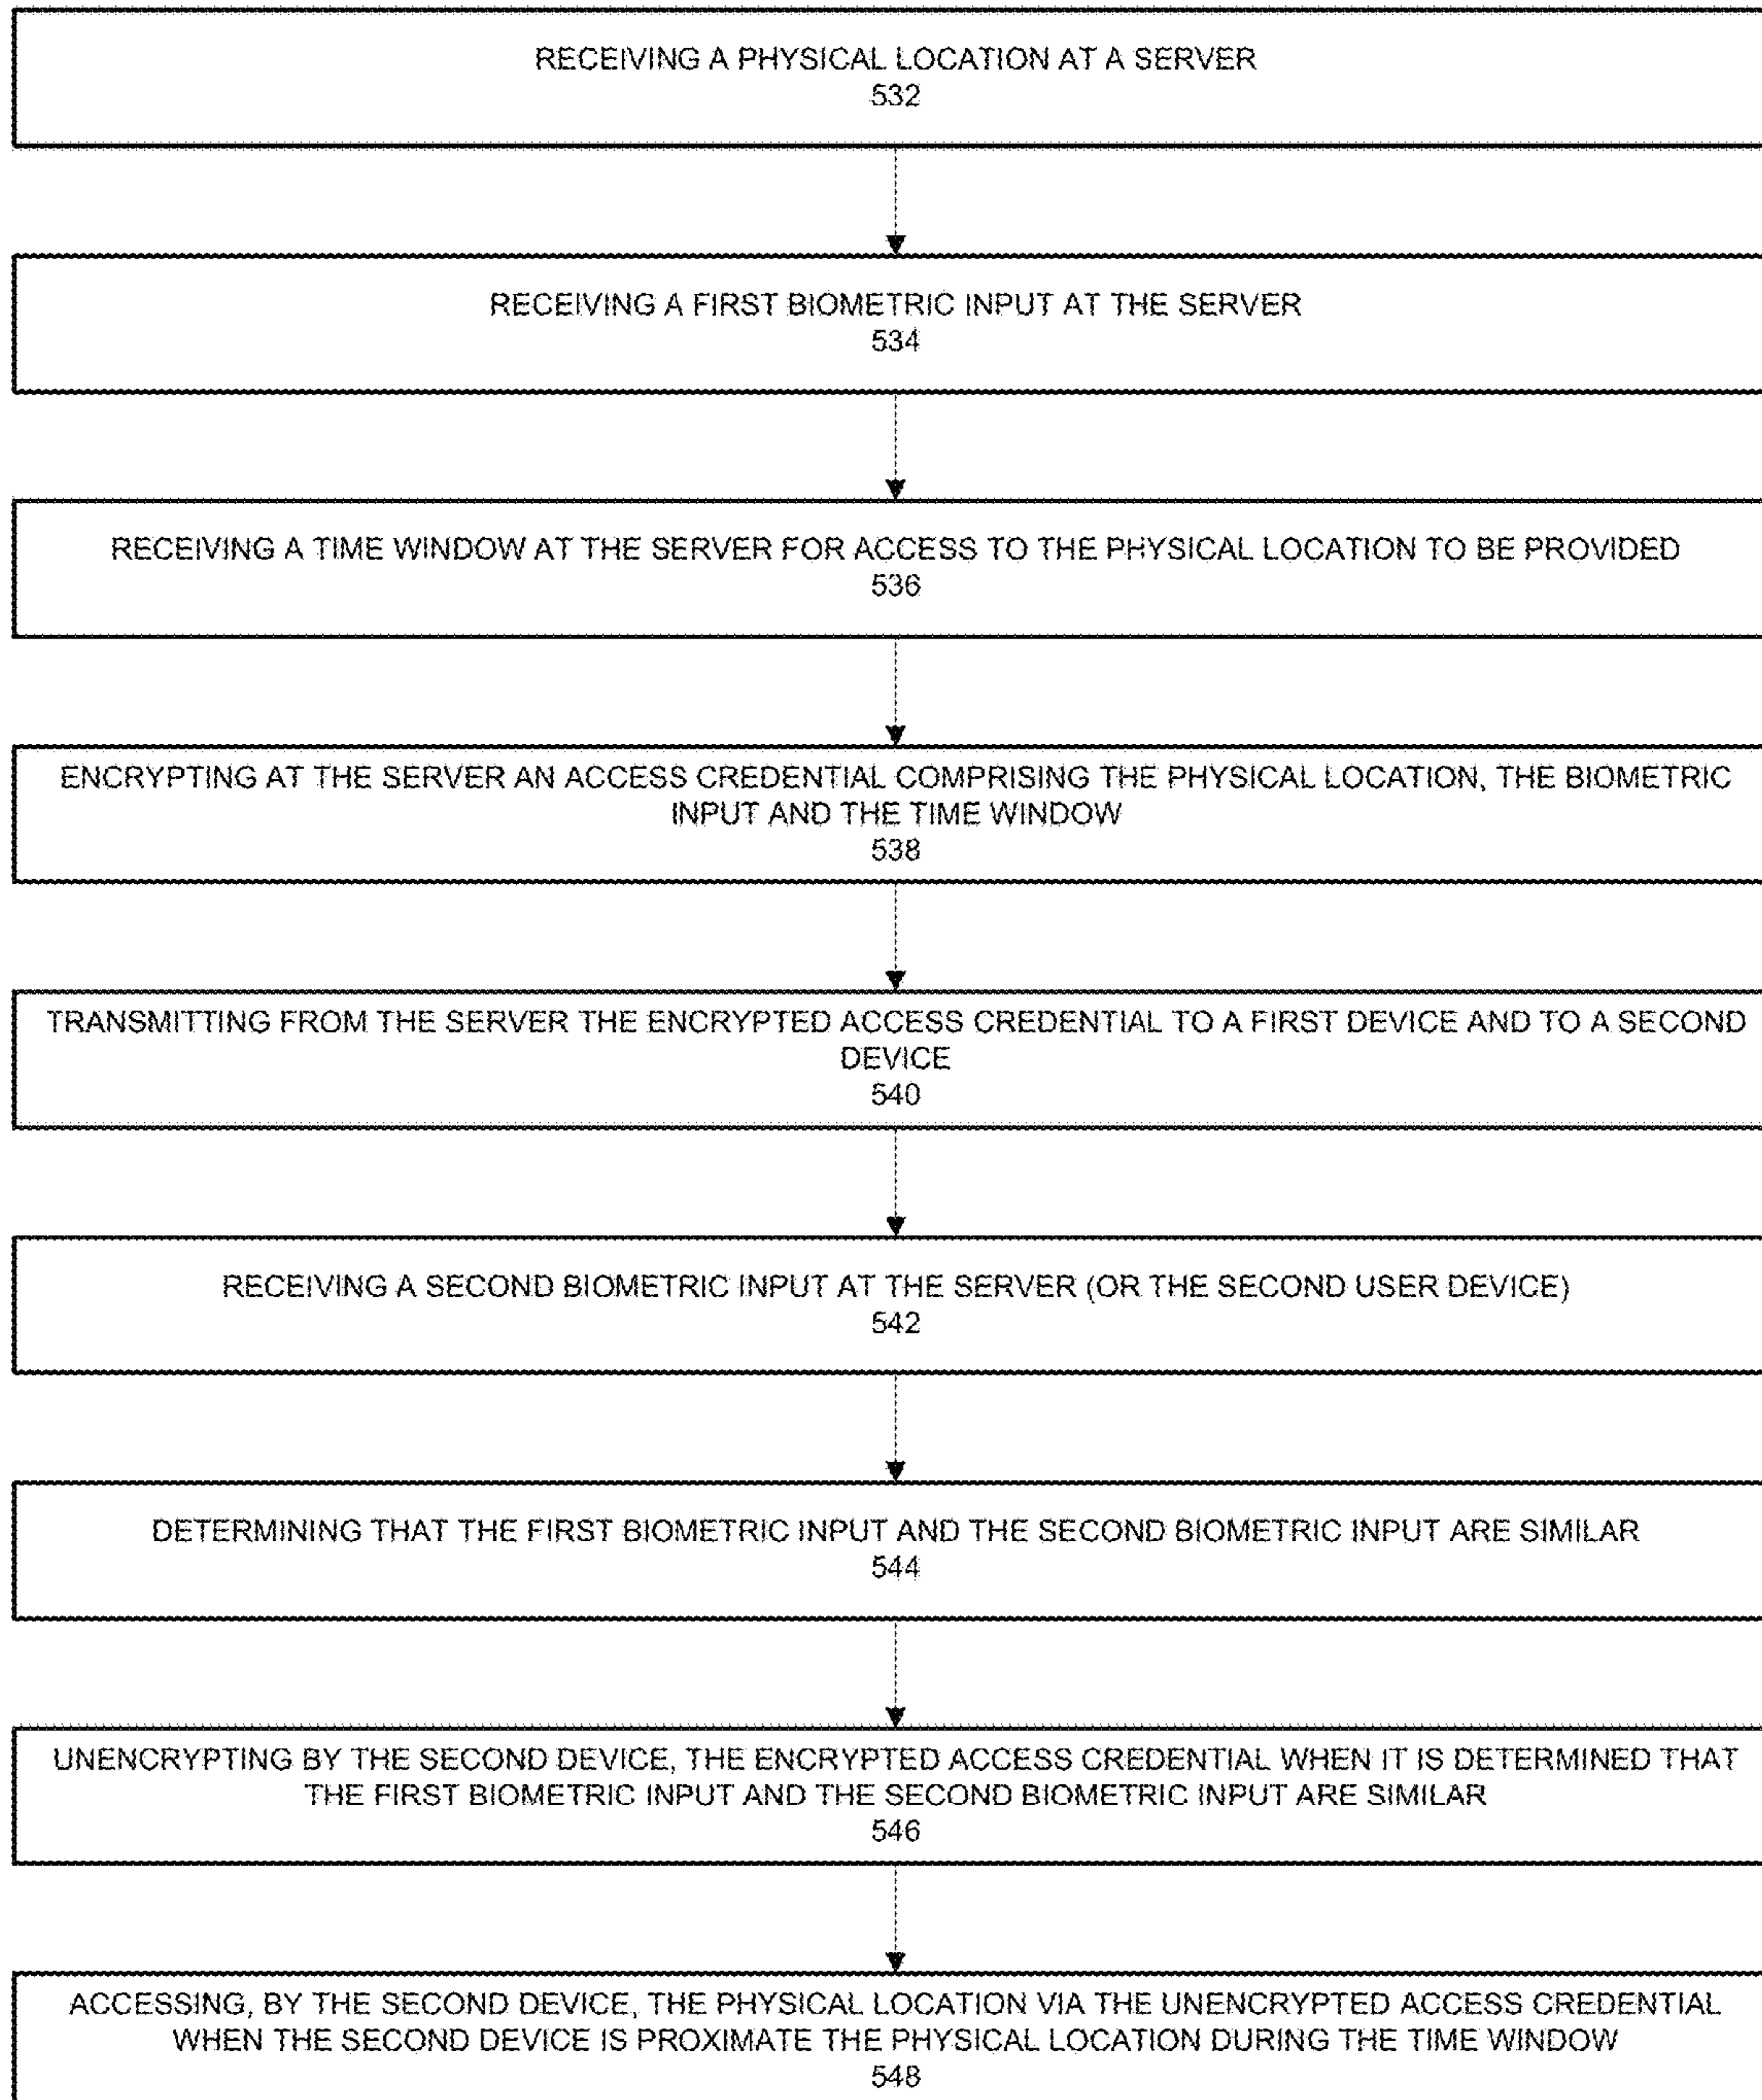 RECEIVING A PHYSICAL LOCATION AT A SERVER
532
RECEIVING A FIRST BIOMETRIC INPUT AT THE SERVER
534
RECEIVING A TIME WINDOW AT THE SERVER FOR ACCESS TO THE PHYSICAL LOCATION TO BE PROVIDED
536
ENCRYPTING AT THE SERVER AN ACCESS CREDENTIAL COMPRISING THE PHYSICAL LOCATION, THE BIOMETRIC
INPUT AND THE TIME WINDOW
538
TRANSMITTING FROM THE SERVER THE ENCRYPTED ACCESS CREDENTIAL TO A FIRST DEVICE AND TO A SECOND
DEVICE
540
RECEIVING A SECOND BIOMETRIC INPUT AT THE SERVER (OR THE SECOND USER DEVICE)
542
DETERMINING THAT THE FIRST BIOMETRIC INPUT AND THE SECOND BIOMETRIC INPUT ARE SIMILAR
544
UNENCRYPTING BY THE SECOND DEVICE, THE ENCRYPTED ACCESS CREDENTIAL WHEN IT IS DETERMINED THAT
THE FIRST BIOMETRIC INPUT AND THE SECOND BIOMETRIC INPUT ARE SIMILAR
546
ACCESSING, BY THE SECOND DEVICE, THE PHYSICAL LOCATION VIA THE UNENCRYPTED ACCESS CREDENTIAL
WHEN THE SECOND DEVICE IS PROXIMATE THE PHYSICAL LOCATION DURING THE TIME WINDOW
548